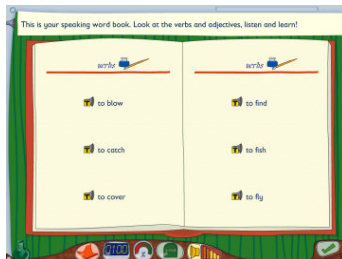 This is your speaking word book. Look at the verbs and adjectives, listen and learn!
verbs
to blow
to catch
to cover
verbs
to find
to fish
to fly